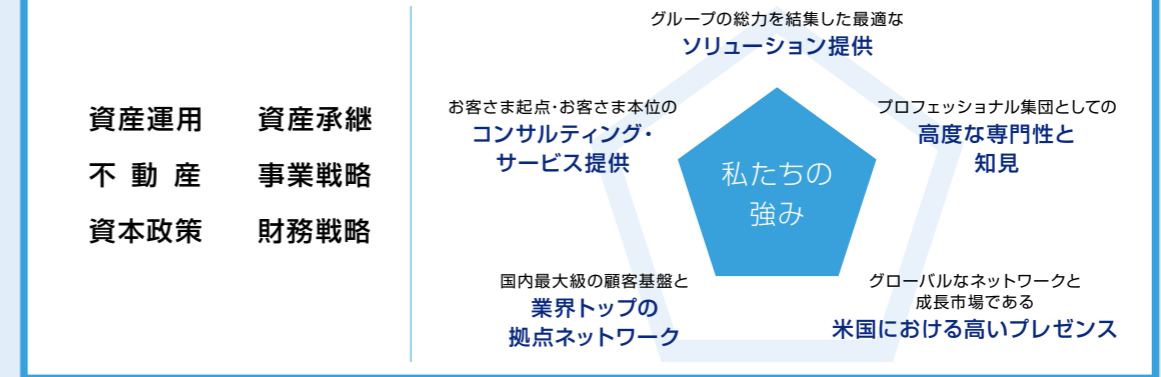 資産運用 資産承継
不動産 事業戦略
資本政策 財務戦略
グループの総力を結集した最適な
ソリューション提供
お客さま起点・お客さま本位の
コンサルティング・
サービス提供
プロフェッショナル集団としての
高度な専門性と
知見
私たちの
強み
国内最大級の顧客基盤と
業界トップの
拠点ネットワーク
グローバルなネットワークと
成長市場である
米国における高いプレゼンス